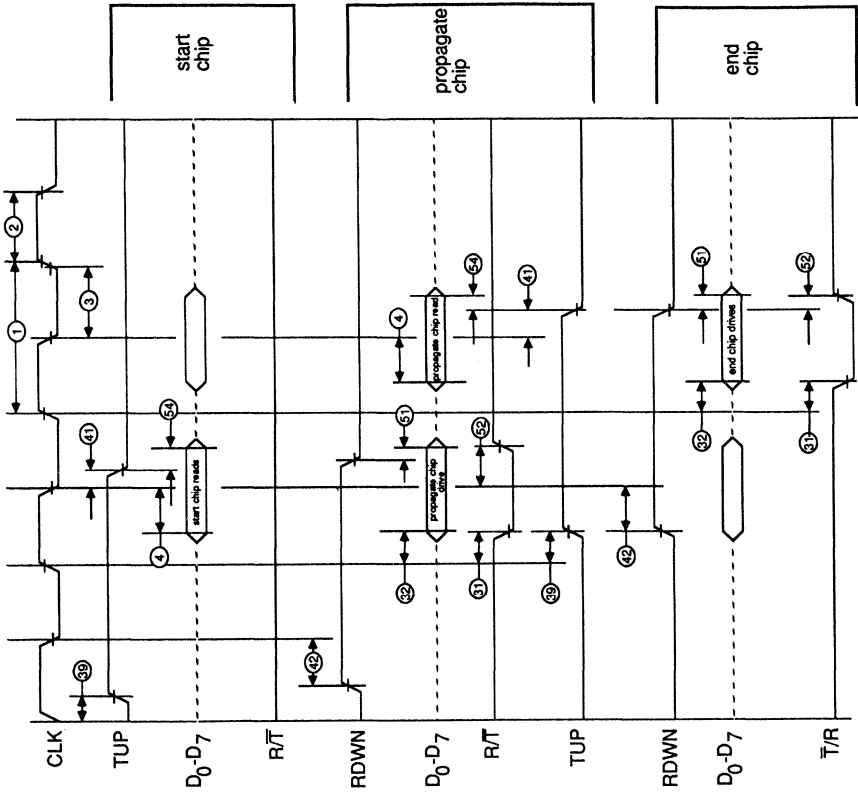 CLK
1
2
3
TUP
39
41
D0-D7
4
start chip reads
54
R/T̅
start
chip
RDWN
42
D0-D7
32
propagate chip
drive
51
4
propagate chip read
54
R/T̅
31
52
41
TUP
39
propagate
chip
RDWN
42
D0-D7
32
end chip drives
51
T̅/R
31
52
end
chip